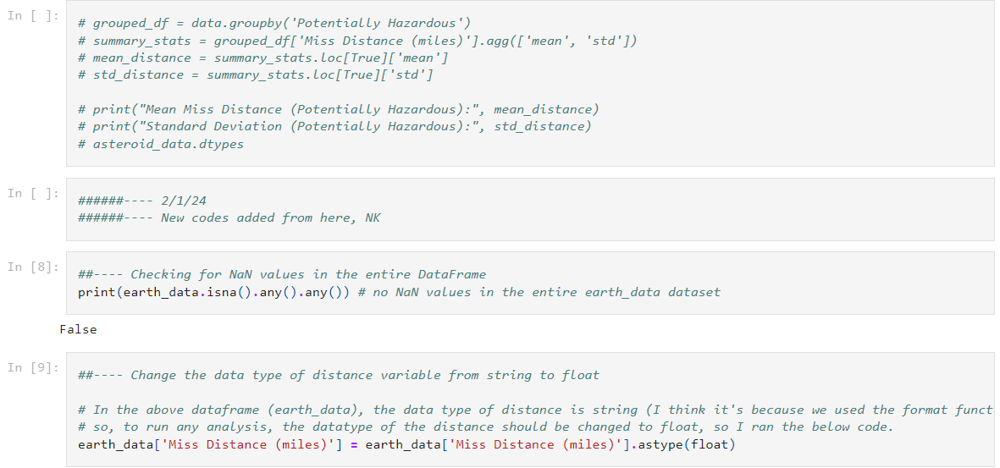 In [ ]:
# grouped_df = data.groupby('Potentially Hazardous')
# summary_stats = grouped_df['Miss Distance (miles)'].agg(['mean', 'std'])
# mean_distance = summary_stats.loc[True]['mean']
# std_distance = summary_stats.loc[True]['std']
# print("Mean Miss Distance (Potentially Hazardous):", mean_distance)
# print("Standard Deviation (Potentially Hazardous):", std_distance)
# asteroid_data.dtypes
In [ ]:
######---- 2/1/24
######---- New codes added from here, NK
In [8]:
##---- Checking for NaN values in the entire DataFrame
print(earth_data.isna().any().any()) # no NaN values in the entire earth_data dataset
False
In [9]:
##---- Change the data type of distance variable from string to float
# In the above dataframe (earth_data), the data type of distance is string (I think it's because we used the format funct
# so, to run any analysis, the datatype of the distance should be changed to float, so I ran the below code.
earth_data['Miss Distance (miles)'] = earth_data['Miss Distance (miles)'].astype(float)